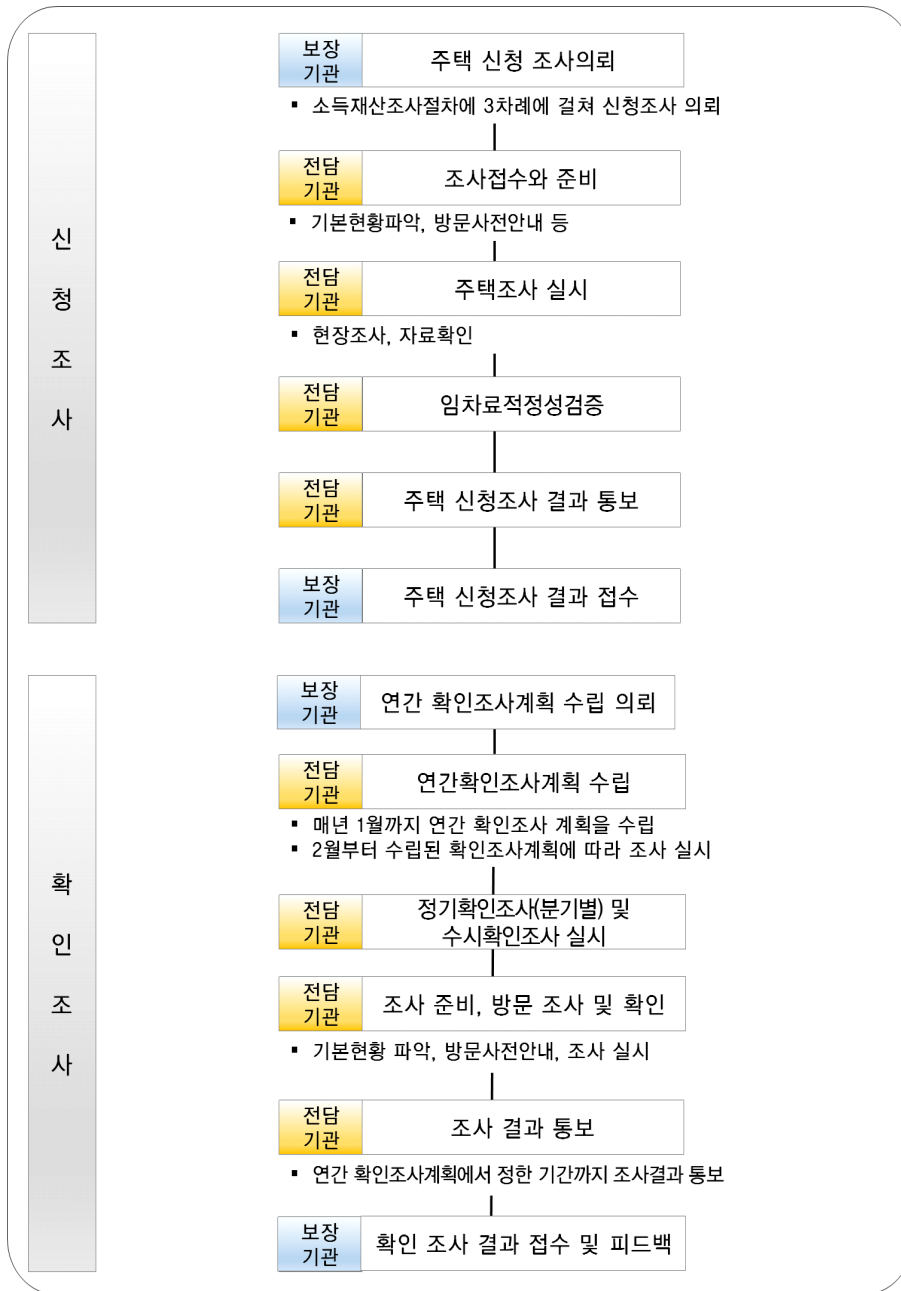 신
청
조
사
보장
기관
주택 신청 조사의뢰
▪ 소득재산조사절차에 3차례에 걸쳐 신청조사 의뢰
전담
기관
조사접수와 준비
▪ 기본현황파악, 방문사전안내 등
전담
기관
주택조사 실시
▪ 현장조사, 자료확인
전담
기관
임차료적정성검증
전담
기관
주택 신청조사 결과 통보
보장
기관
주택 신청조사 결과 접수
확
인
조
사
보장
기관
연간 확인조사계획 수립 의뢰
전담
기관
연간확인조사계획 수립
▪ 매년 1월까지 연간 확인조사 계획을 수립
▪ 2월부터 수립된 확인조사계획에 따라 조사 실시
전담
기관
정기확인조사(분기별) 및
수시확인조사 실시
전담
기관
조사 준비, 방문 조사 및 확인
▪ 기본현황 파악, 방문사전안내, 조사 실시
전담
기관
조사 결과 통보
▪ 연간 확인조사계획에서 정한 기간까지 조사결과 통보
보장
기관
확인 조사 결과 접수 및 피드백